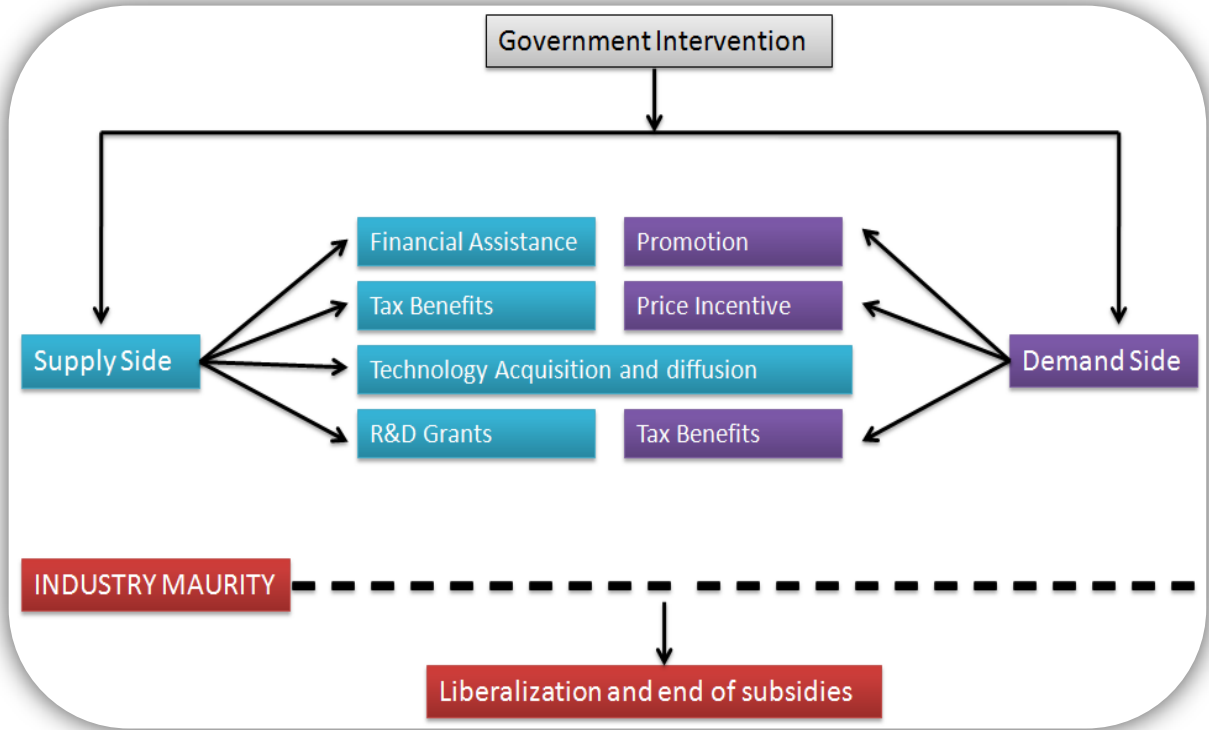 Government Intervention
Financial Assistance
Promotion
Tax Benefits
Price Incentive
Supply Side
Technology Acquisition and diffusion
Demand Side
R&D Grants
Tax Benefits
INDUSTRY MAURITY
Liberalization and end of subsidies